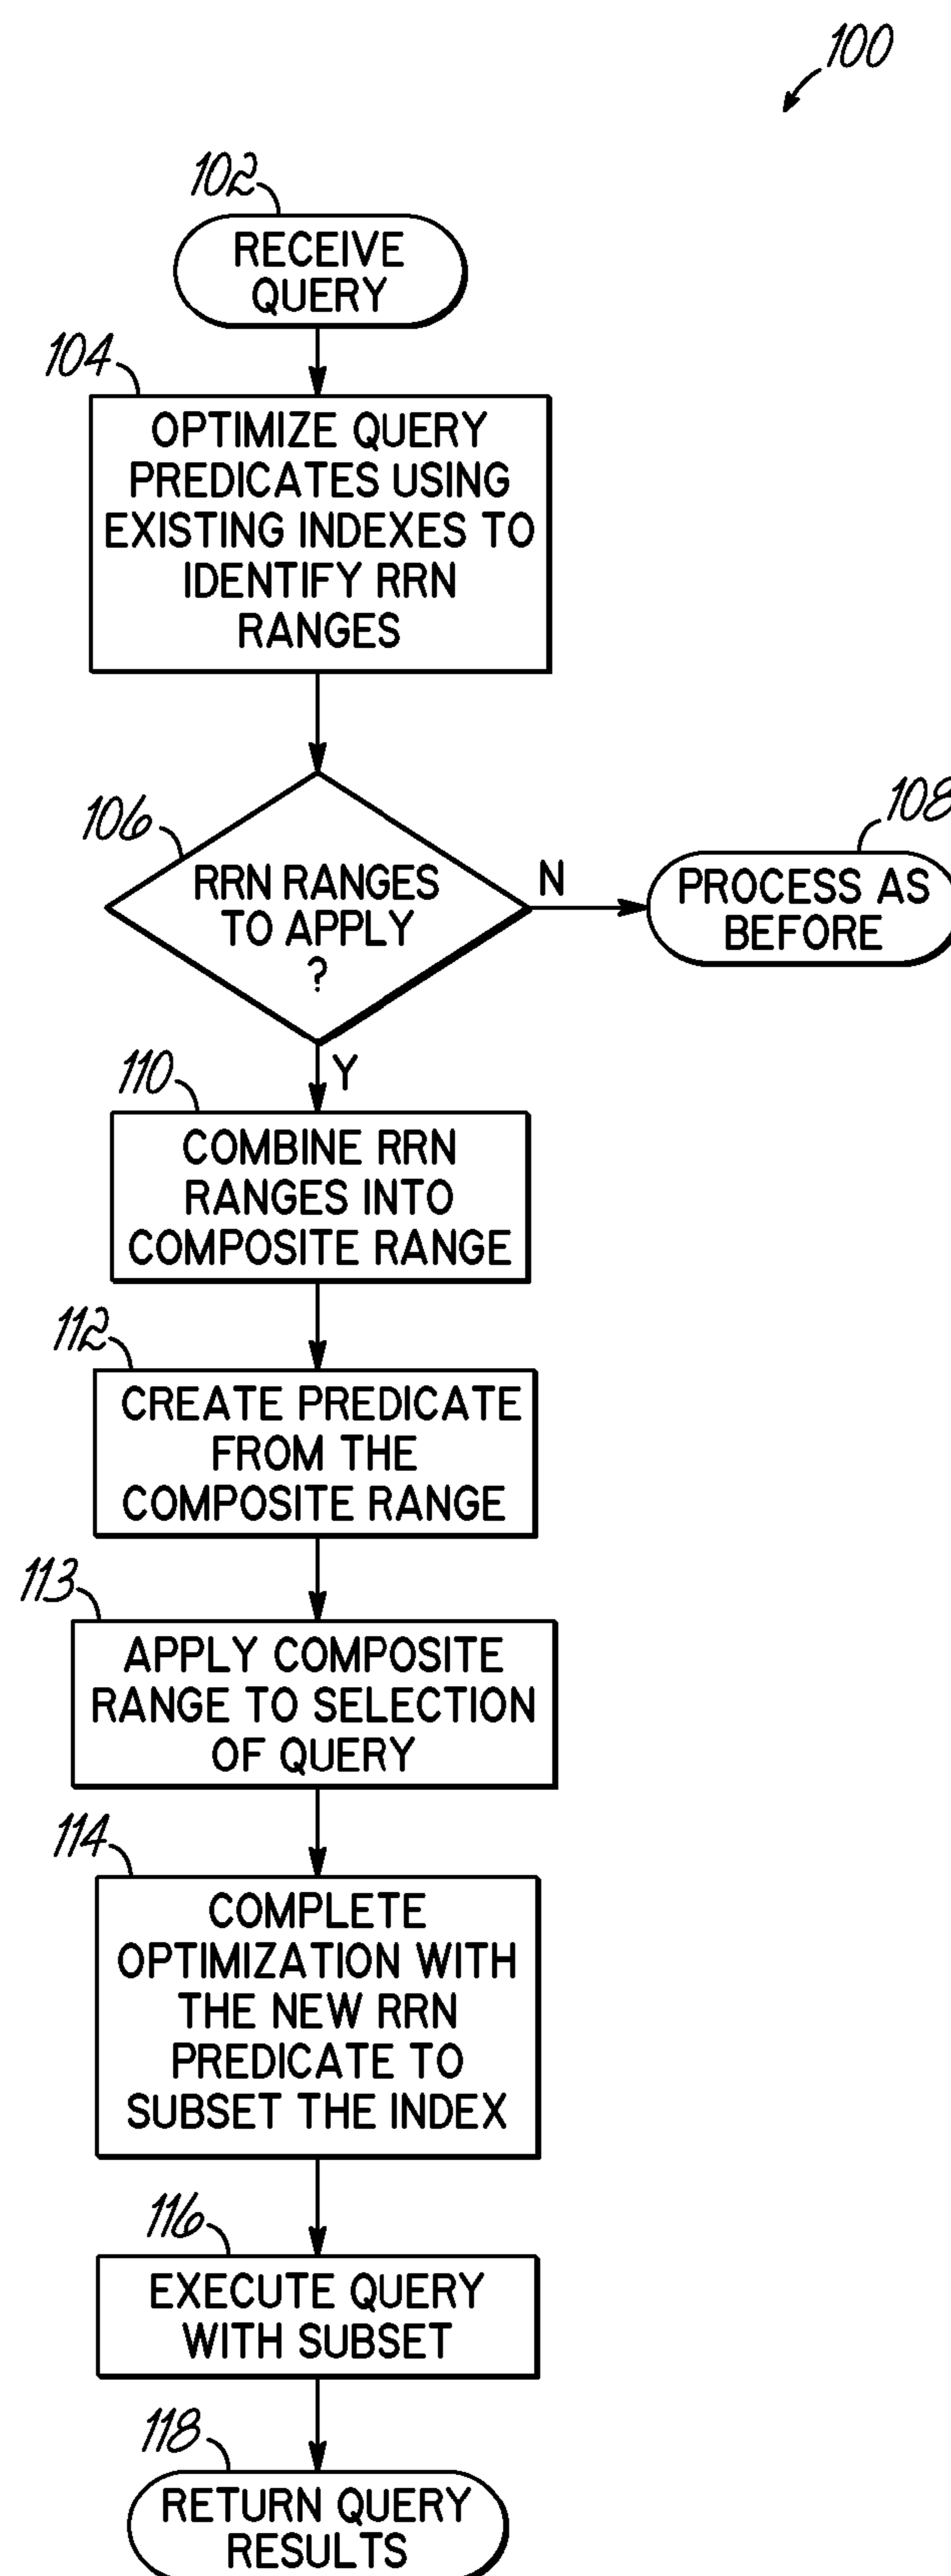 100
102
RECEIVE
QUERY
104
OPTIMIZE QUERY
PREDICATES USING
EXISTING INDEXES TO
IDENTIFY RRN
RANGES
106
RRN RANGES
TO APPLY
?
N
108
PROCESS AS
BEFORE
Y
110
COMBINE RRN
RANGES INTO
COMPOSITE RANGE
112
CREATE PREDICATE
FROM THE
COMPOSITE RANGE
113
APPLY COMPOSITE
RANGE TO SELECTION
OF QUERY
114
COMPLETE
OPTIMIZATION WITH
THE NEW RRN
PREDICATE TO
SUBSET THE INDEX
116
EXECUTE QUERY
WITH SUBSET
118
RETURN QUERY
RESULTS